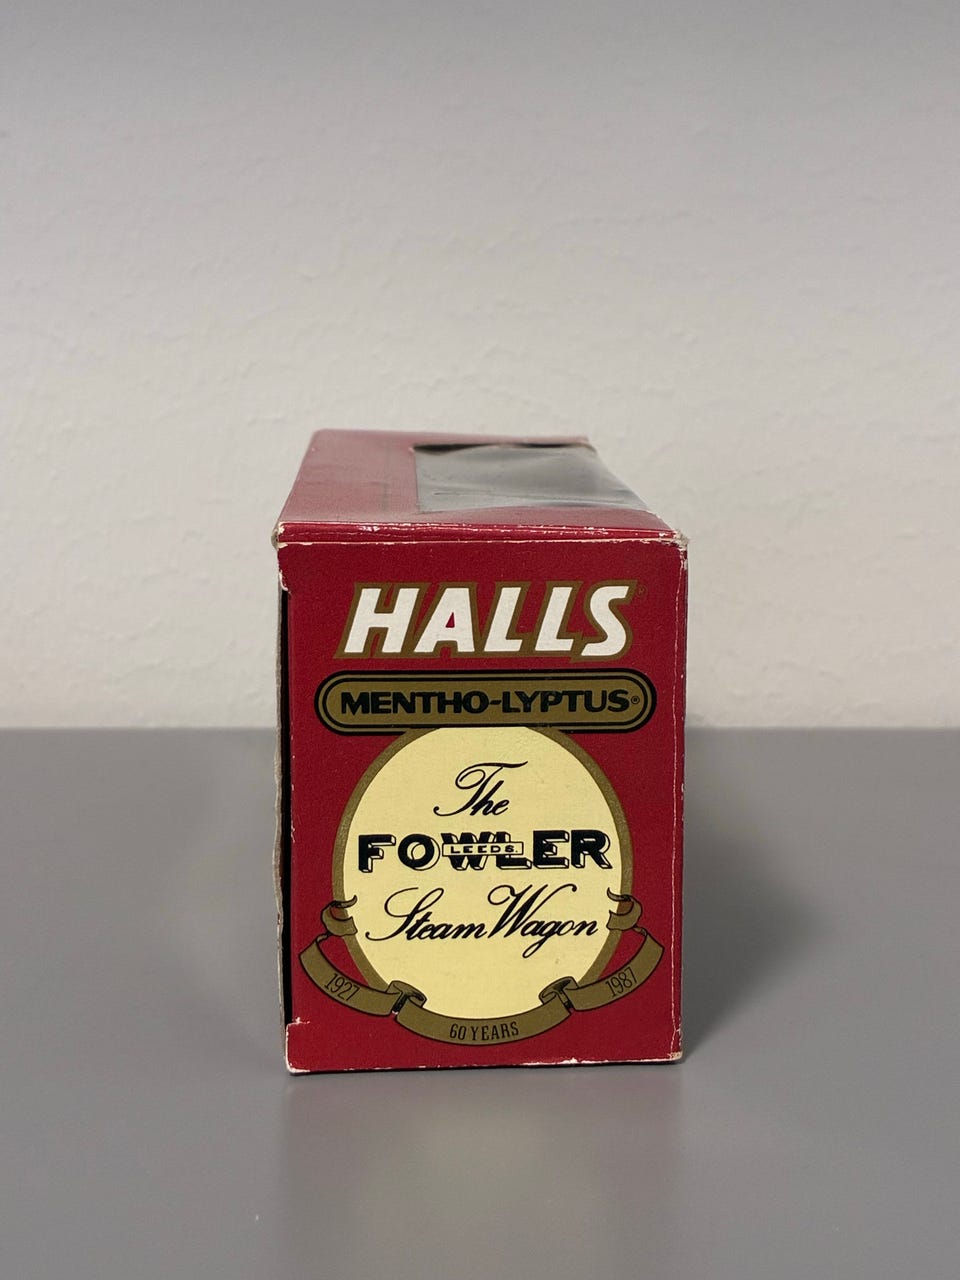 HALLS®
MENTHO-LYPTUS®
The
FOWLER
LEEDS.
Steam Wagon
1927
60 YEARS
1987